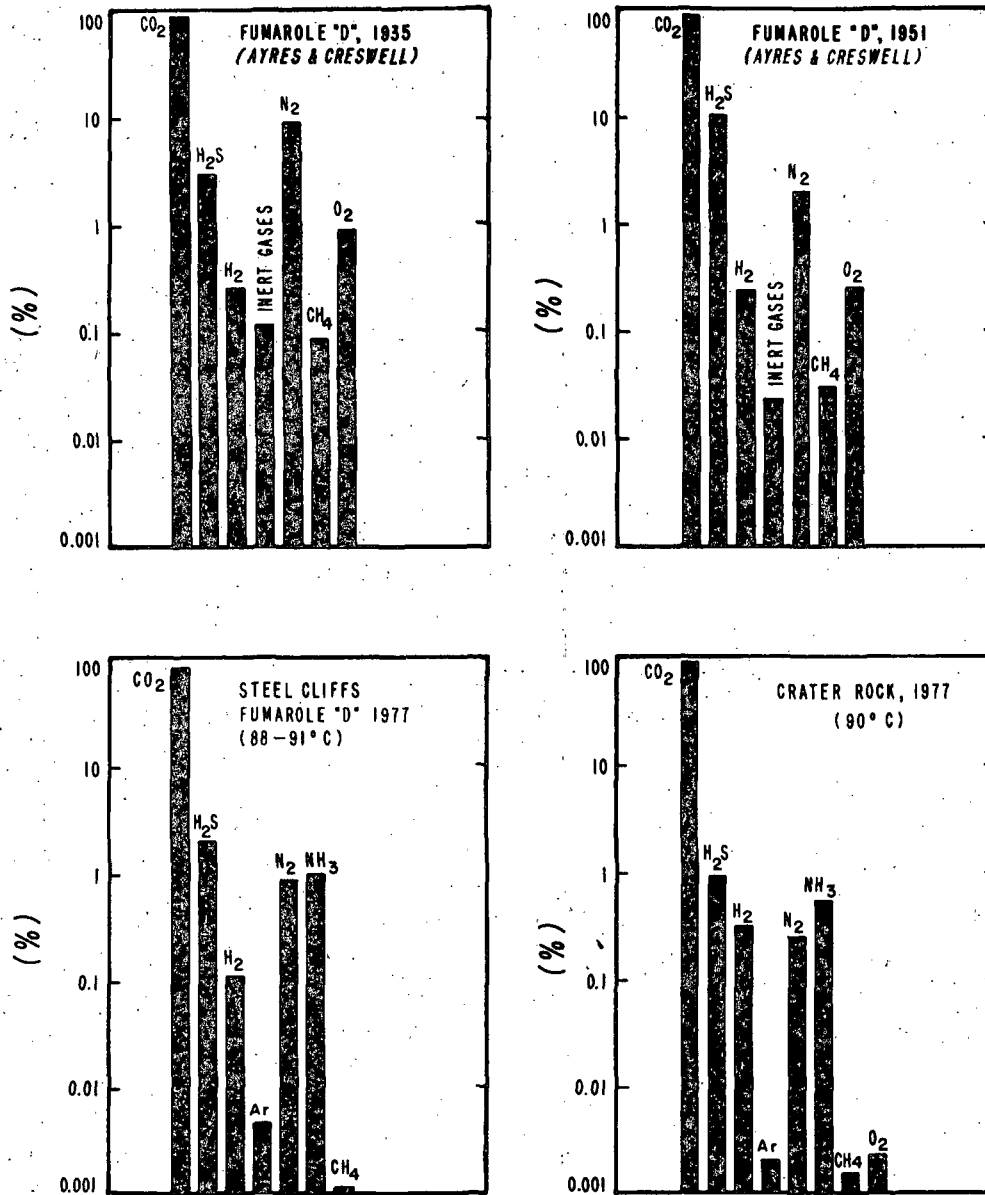 FUMAROLE "D", 1935
(AYRES & CRESWELL)
(%)
100
10
1
0.1
0.01
0.001
CO2
H2S
H2
INERT GASES
N2
CH4
O2
FUMAROLE "D", 1951
(AYRES & CRESWELL)
(%)
100
10
1
0.1
0.01
0.001
CO2
H2S
H2
INERT GASES
N2
CH4
O2
STEEL CLIFFS
FUMAROLE "D" 1977
(88-91°C)
(%)
100
10
1
0.1
0.01
0.001
CO2
H2S
H2
Ar
N2
NH3
CH4
CRATER ROCK, 1977
(90°C)
(%)
100
10
1
0.1
0.01
0.001
CO2
H2S
H2
Ar
N2
NH3
CH4
O2